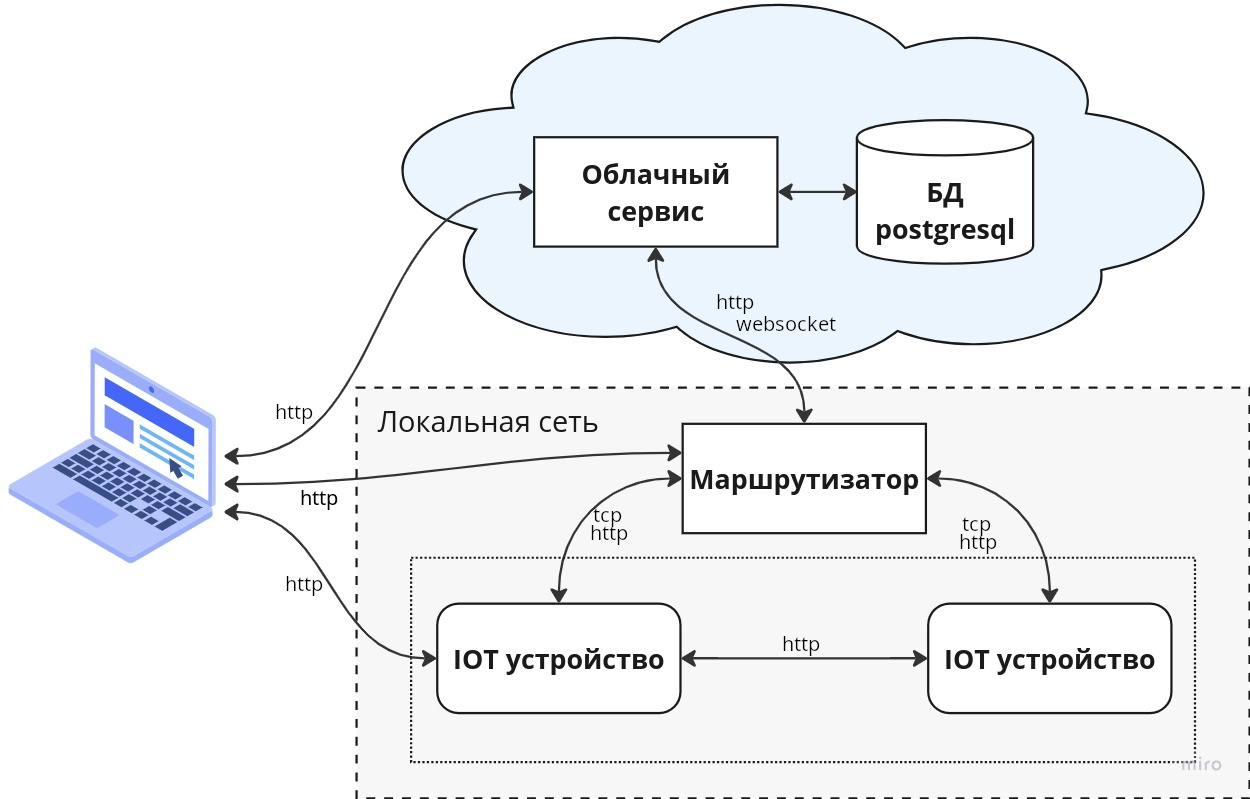 Облачный
сервис
БД
postgresql
http
websocket
http
Локальная сеть
Маршрутизатор
http
tcp
http
tcp
http
http
IOT устройство
http
IOT устройство
miro